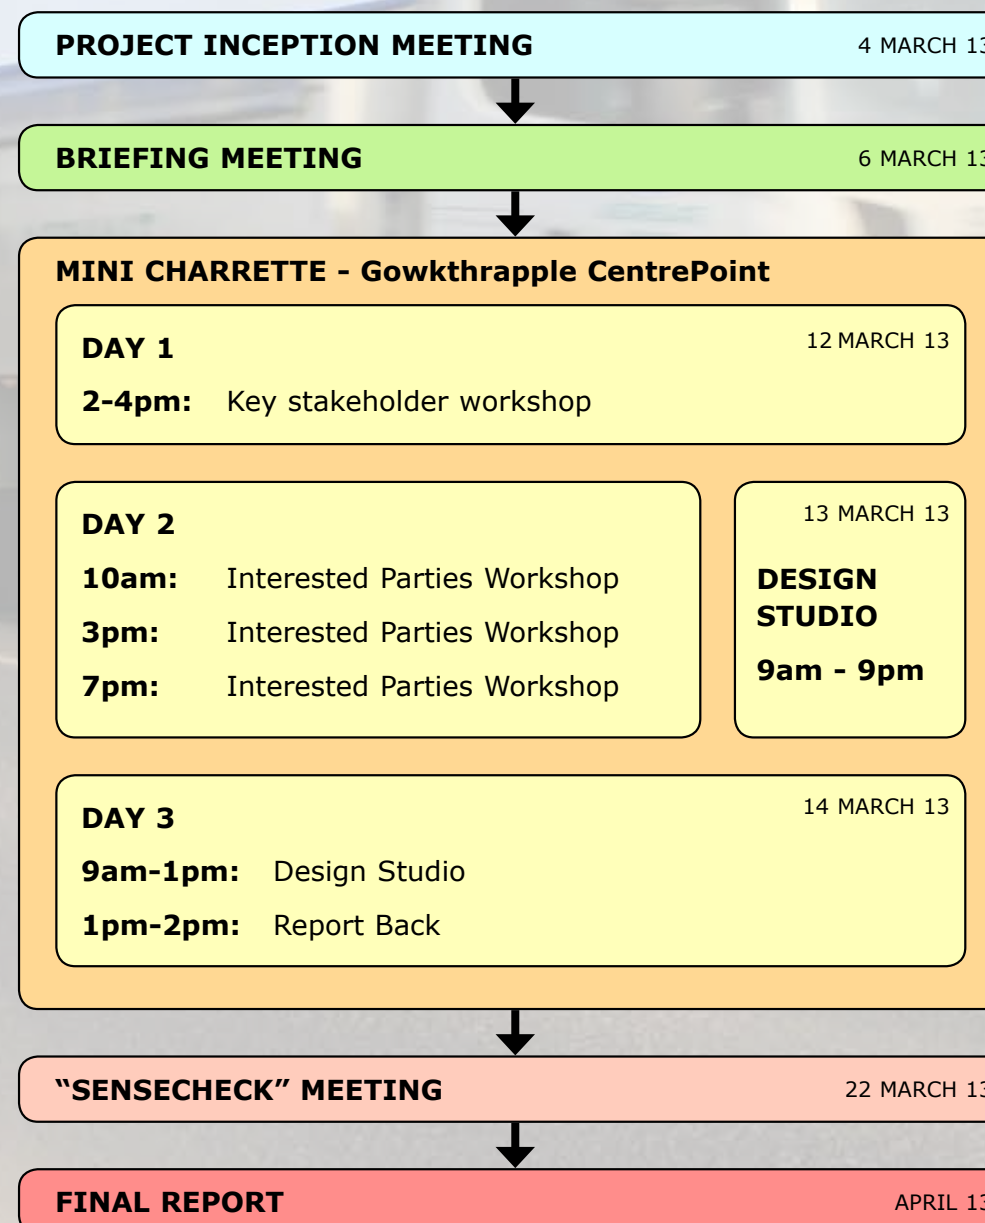 PROJECT INCEPTION MEETING 4 MARCH 13
BRIEFING MEETING 6 MARCH 13
MINI CHARRETTE - Gowkthrapple CentrePoint
DAY 1 12 MARCH 13
2-4pm: Key stakeholder workshop
DAY 2
10am: Interested Parties Workshop
3pm: Interested Parties Workshop
7pm: Interested Parties Workshop
13 MARCH 13
DESIGN
STUDIO
9am - 9pm
DAY 3 14 MARCH 13
9am-1pm: Design Studio
1pm-2pm: Report Back
“SENSECHECK” MEETING 22 MARCH 13
FINAL REPORT APRIL 13